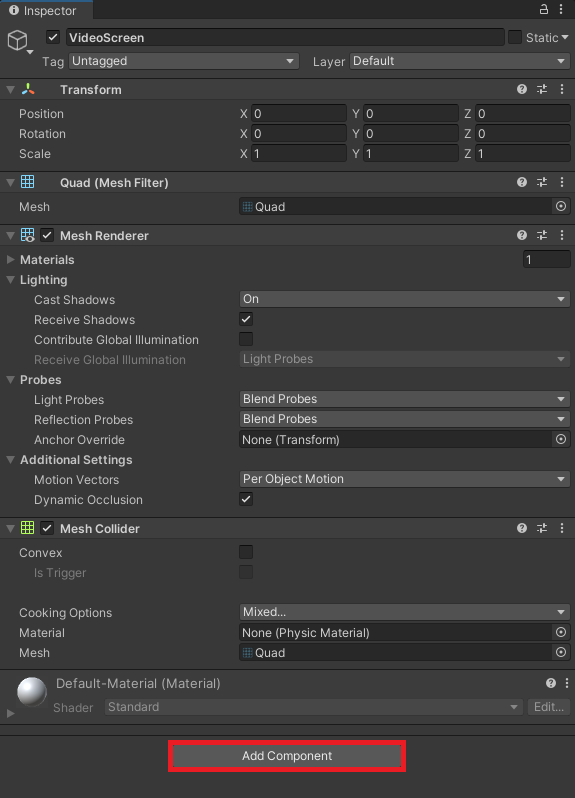 Inspector
VideoScreen Static
Tag Untagged Layer Default
Transform
Position X 0 Y 0 Z 0
Rotation X 0 Y 0 Z 0
Scale X 1 Y 1 Z 1
Quad (Mesh Filter)
Mesh Quad
Mesh Renderer
Materials 1
Lighting
Cast Shadows On
Receive Shadows
Contribute Global Illumination
Receive Global Illumination Light Probes
Probes
Light Probes Blend Probes
Reflection Probes Blend Probes
Anchor Override None (Transform)
Additional Settings
Motion Vectors Per Object Motion
Dynamic Occlusion
Mesh Collider
Convex
Is Trigger
Cooking Options Mixed...
Material None (Physic Material)
Mesh Quad
Default-Material (Material)
Shader Standard Edit...
Add Component